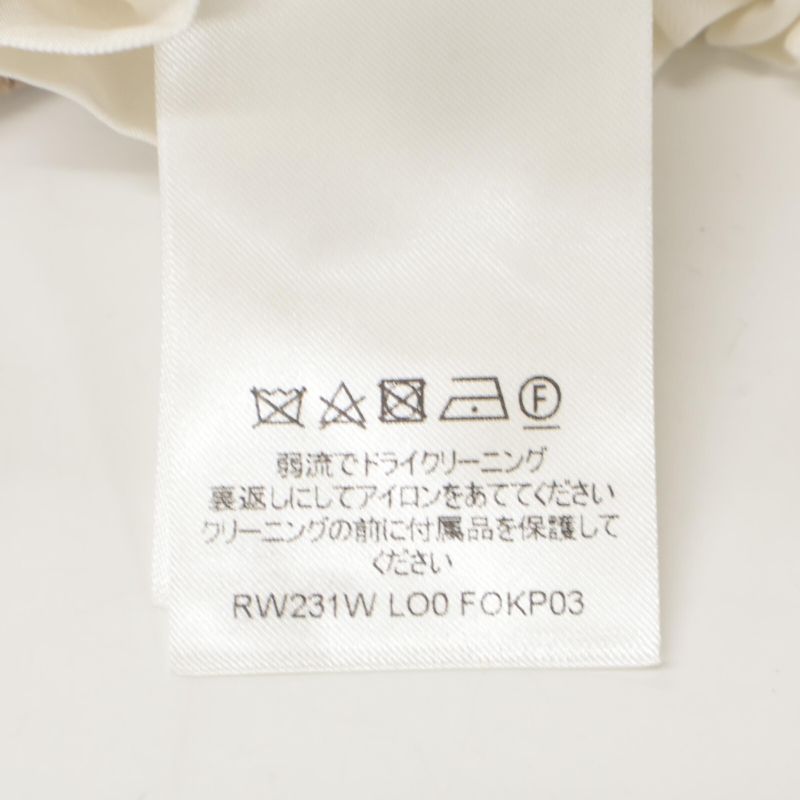 F
弱流でドライクリーニング
裏返しにしてアイロンをあててください
クリーニングの前に付属品を保護して
ください
RW231W LO0 FOKP03